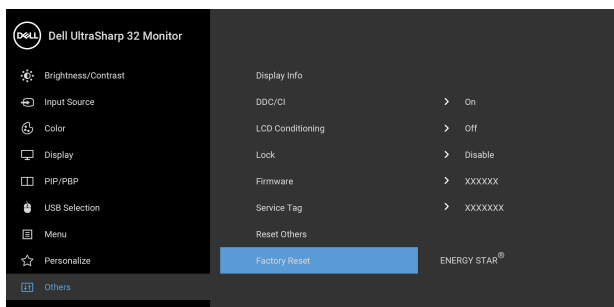 DELL Dell UltraSharp 32 Monitor
Brightness/Contrast
Display Info
Input Source
DDC/CI > On
Color
LCD Conditioning > Off
Display
Lock > Disable
PIP/PBP
Firmware > XXXXXX
USB Selection
Service Tag > XXXXXXX
Menu
Reset Others
Personalize
Factory Reset ENERGY STAR®
Others